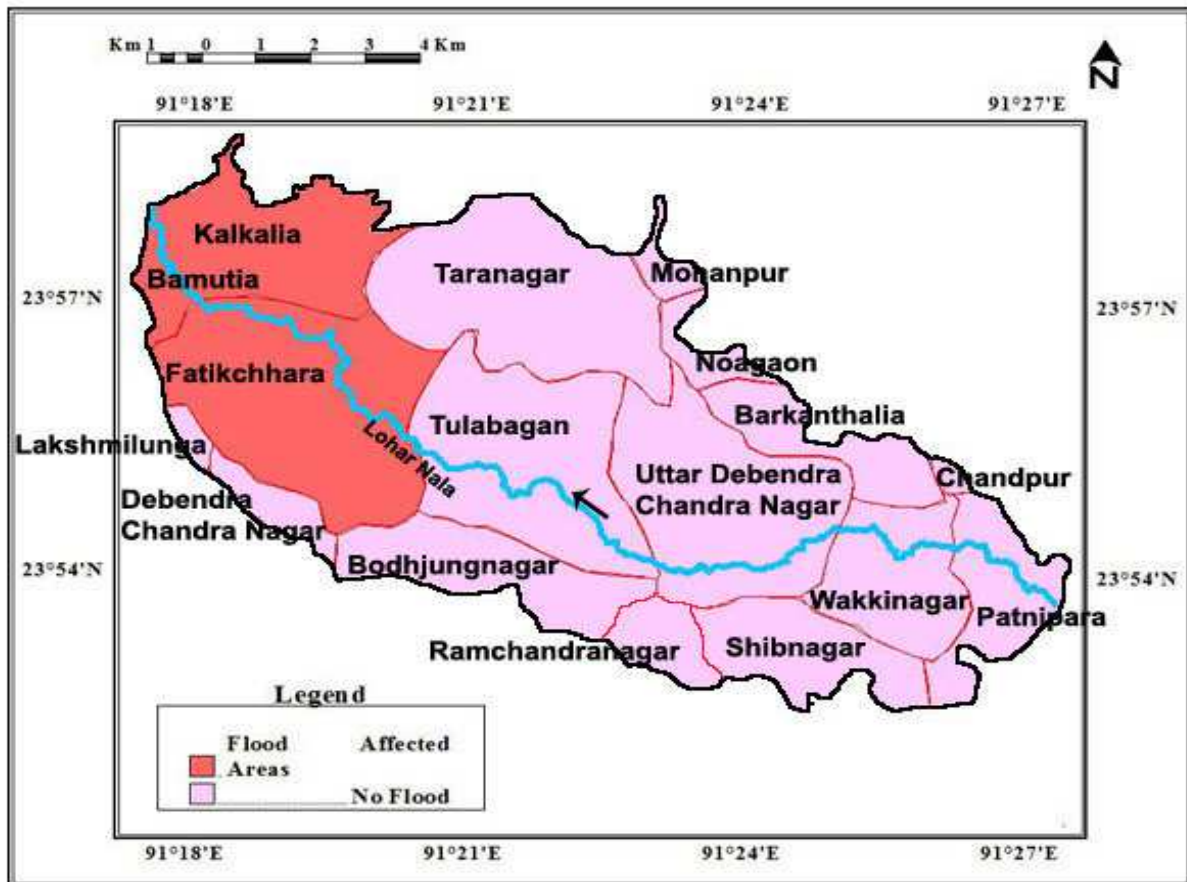 Km 1 0 1 2 3 4 Km
N
91°18'E 91°21'E 91°24'E 91°27'E
Kalkalia
Taranagar
Mohanpur
Bamutia
23°57'N
23°57'N
Noagaon
Fatikchhara
Barkanthalia
Tulabagan
Lakshmilunga
Lohar Nala
Uttar Debendra
Chandra Nagar
Chandpur
Debendra
Chandra Nagar
Bodhjungnagar
23°54'N
23°54'N
Wakkinagar
Patnipara
Ramchandranagar
Shibnagar
Legend
Flood Affected
Areas
No Flood
91°18'E 91°21'E 91°24'E 91°27'E